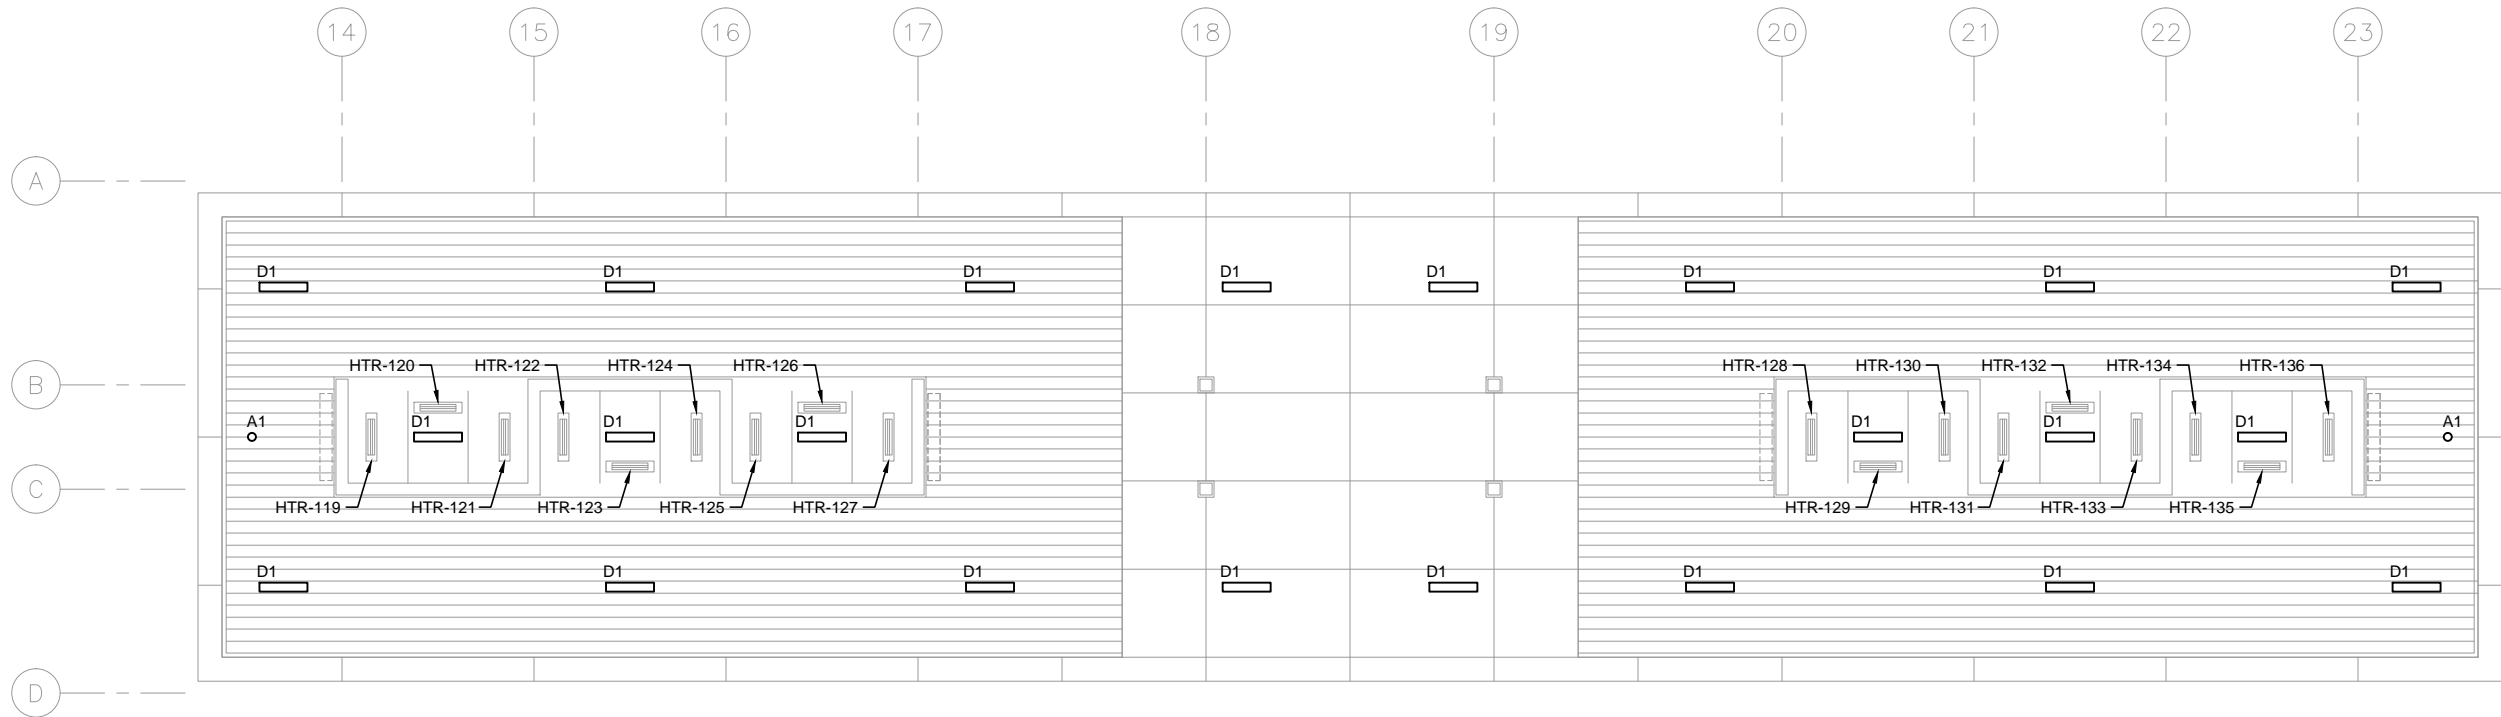 14 15 16 17 18 19 20 21 22 23
A
D1 D1 D1 D1 D1 D1 D1 D1
HTR-120 HTR-122 HTR-124 HTR-126 HTR-128 HTR-130 HTR-132 HTR-134 HTR-136
B
A1 D1 D1 D1 D1 D1 D1 A1
C
HTR-119 HTR-121 HTR-123 HTR-125 HTR-127 HTR-129 HTR-131 HTR-133 HTR-135
D1 D1 D1 D1 D1 D1 D1 D1
D